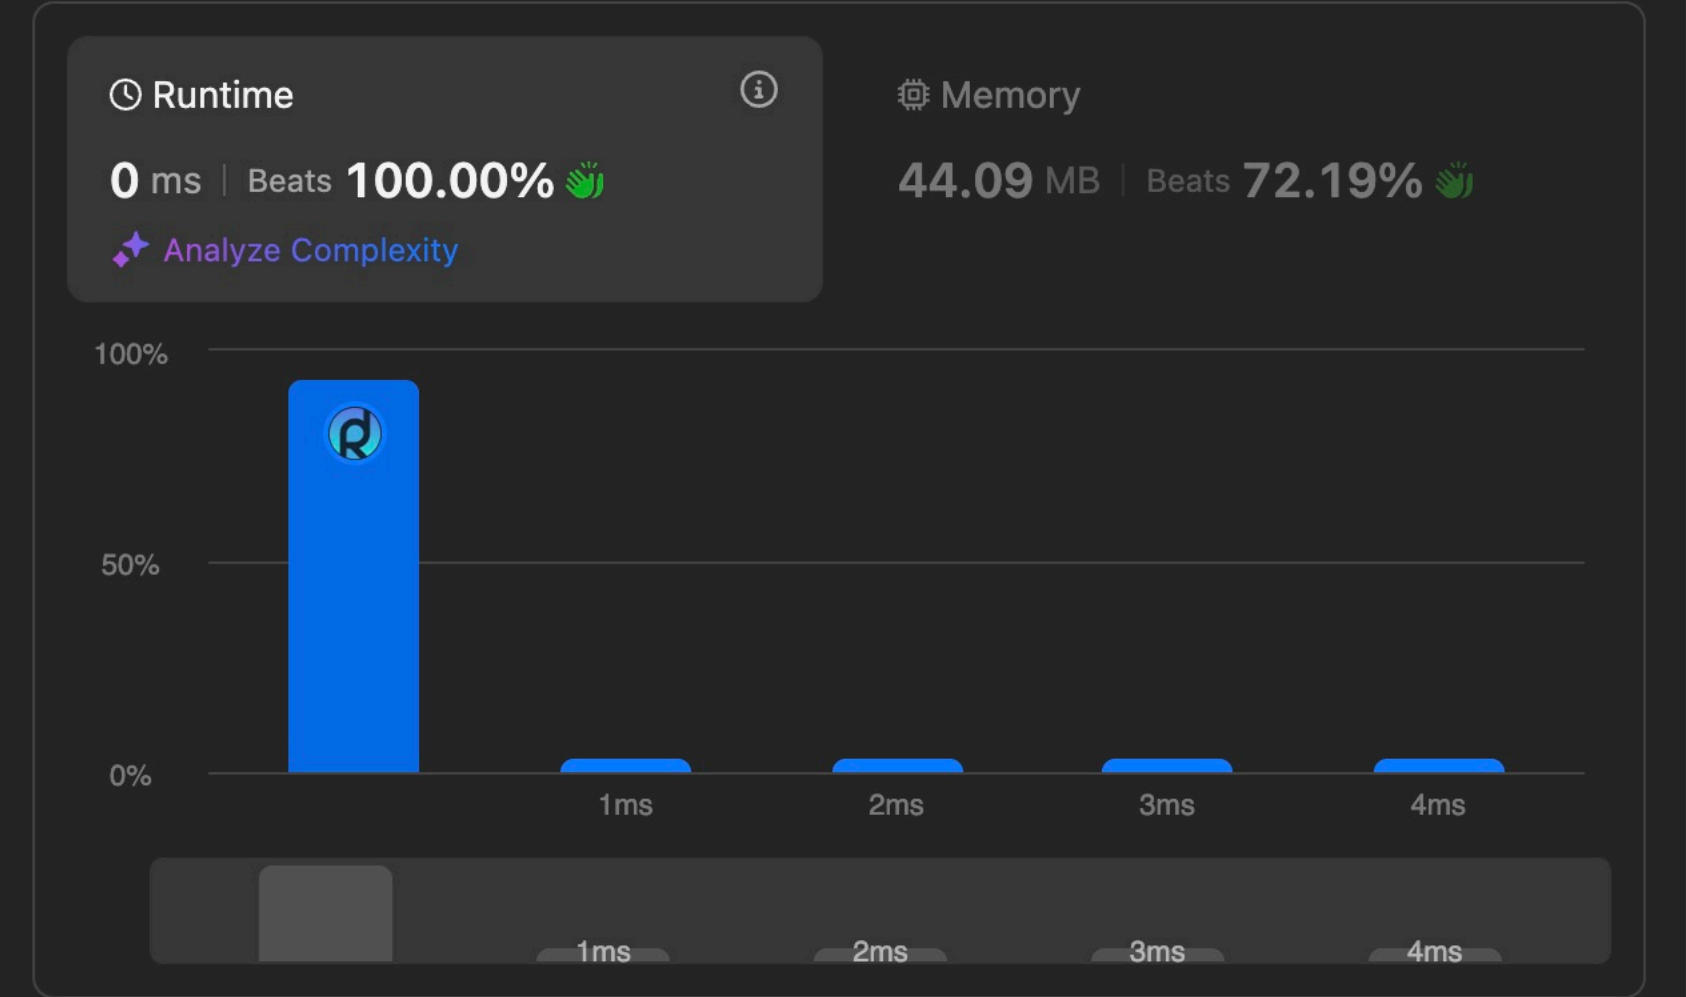 Runtime
0 ms | Beats 100.00%
Analyze Complexity
Memory
44.09 MB | Beats 72.19%
100%
50%
0%
1ms 2ms 3ms 4ms
1ms 2ms 3ms 4ms